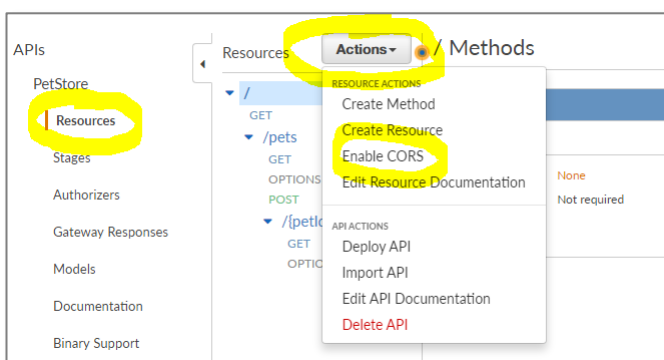 APIs
PetStore
Resources
Stages
Authorizers
Gateway Responses
Models
Documentation
Binary Support
Resources
Actions
/ Methods
/
GET
/pets
GET
OPTIONS
POST
GET
RESOURCE ACTIONS
Create Method
Create Resource
Enable CORS
Edit Resource Documentation
API ACTIONS
Deploy API
Import API
Edit API Documentation
Delete API
None
Not required